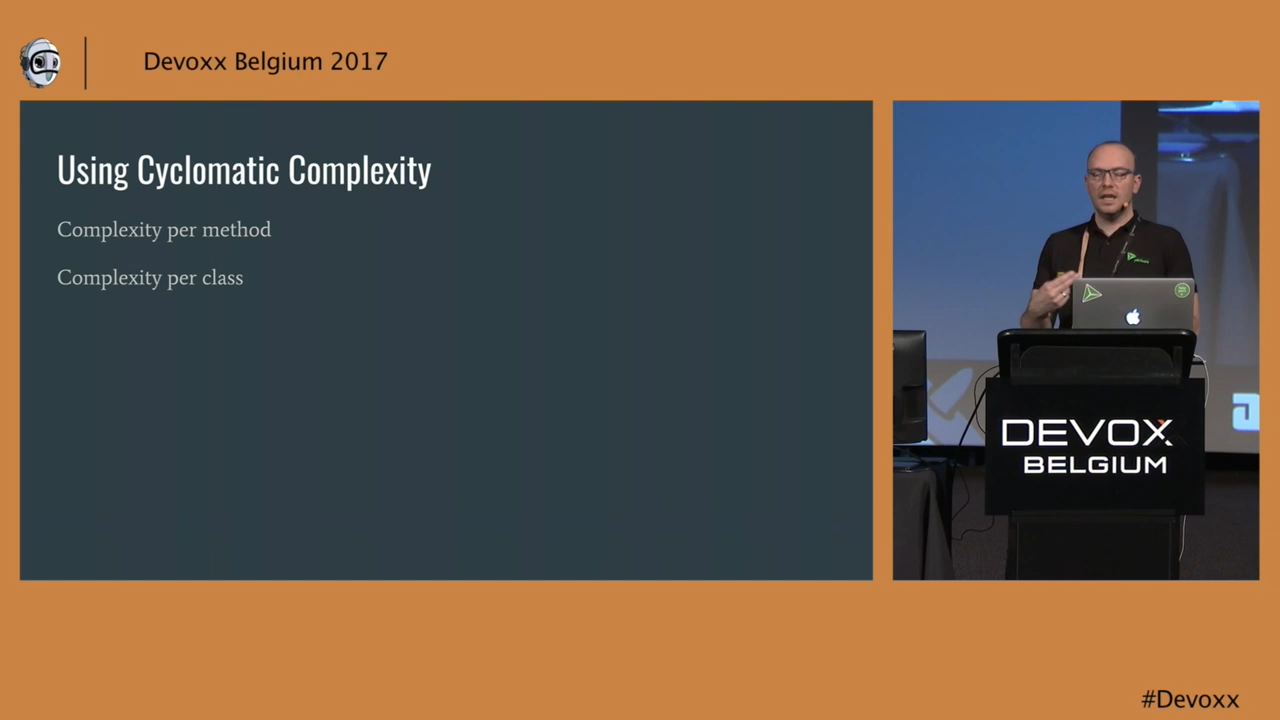 Devoxx Belgium 2017
Using Cyclomatic Complexity
Complexity per method
Complexity per class
DEVOXX
BELGIUM
#Devoxx